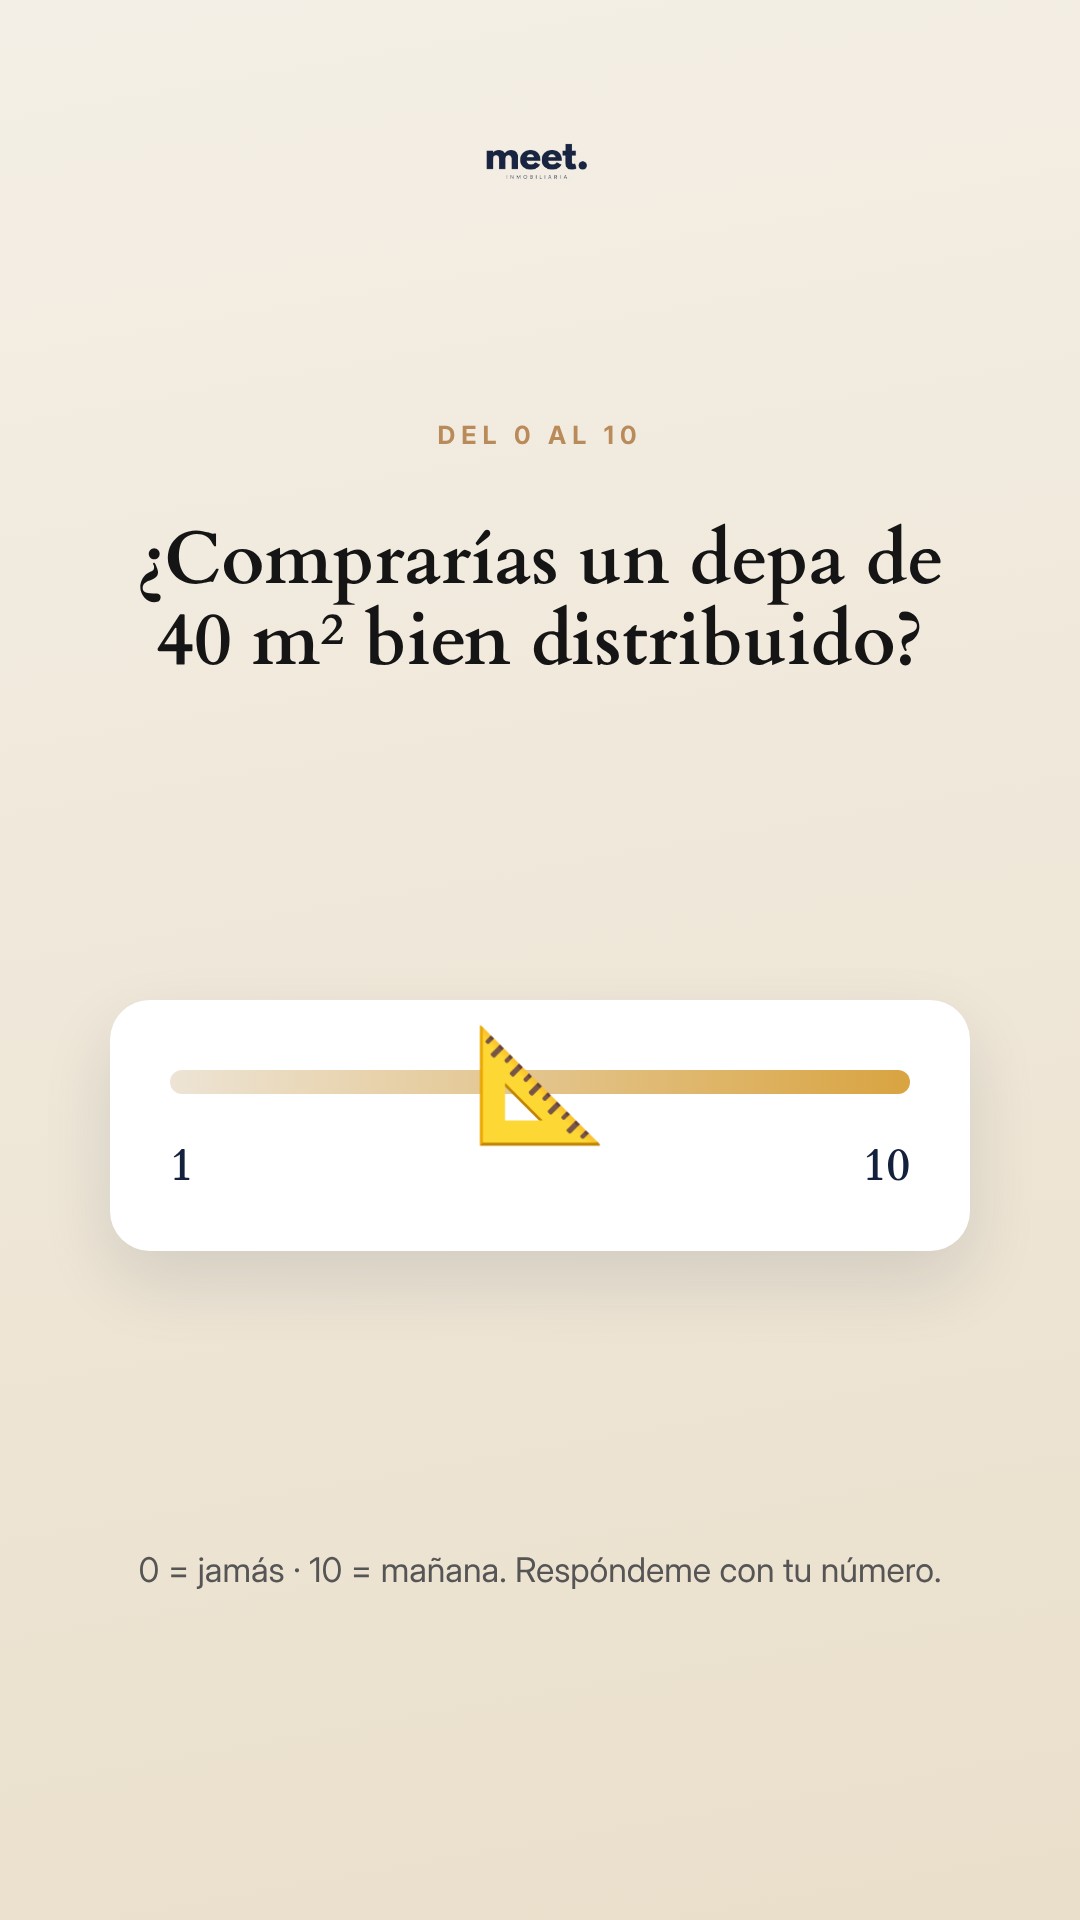 meet.
INMOBILIARIA
DEL 0 AL 10
¿Comprarías un depa de
40 m² bien distribuido?
1
10
0 = jamás · 10 = mañana. Respóndeme con tu número.